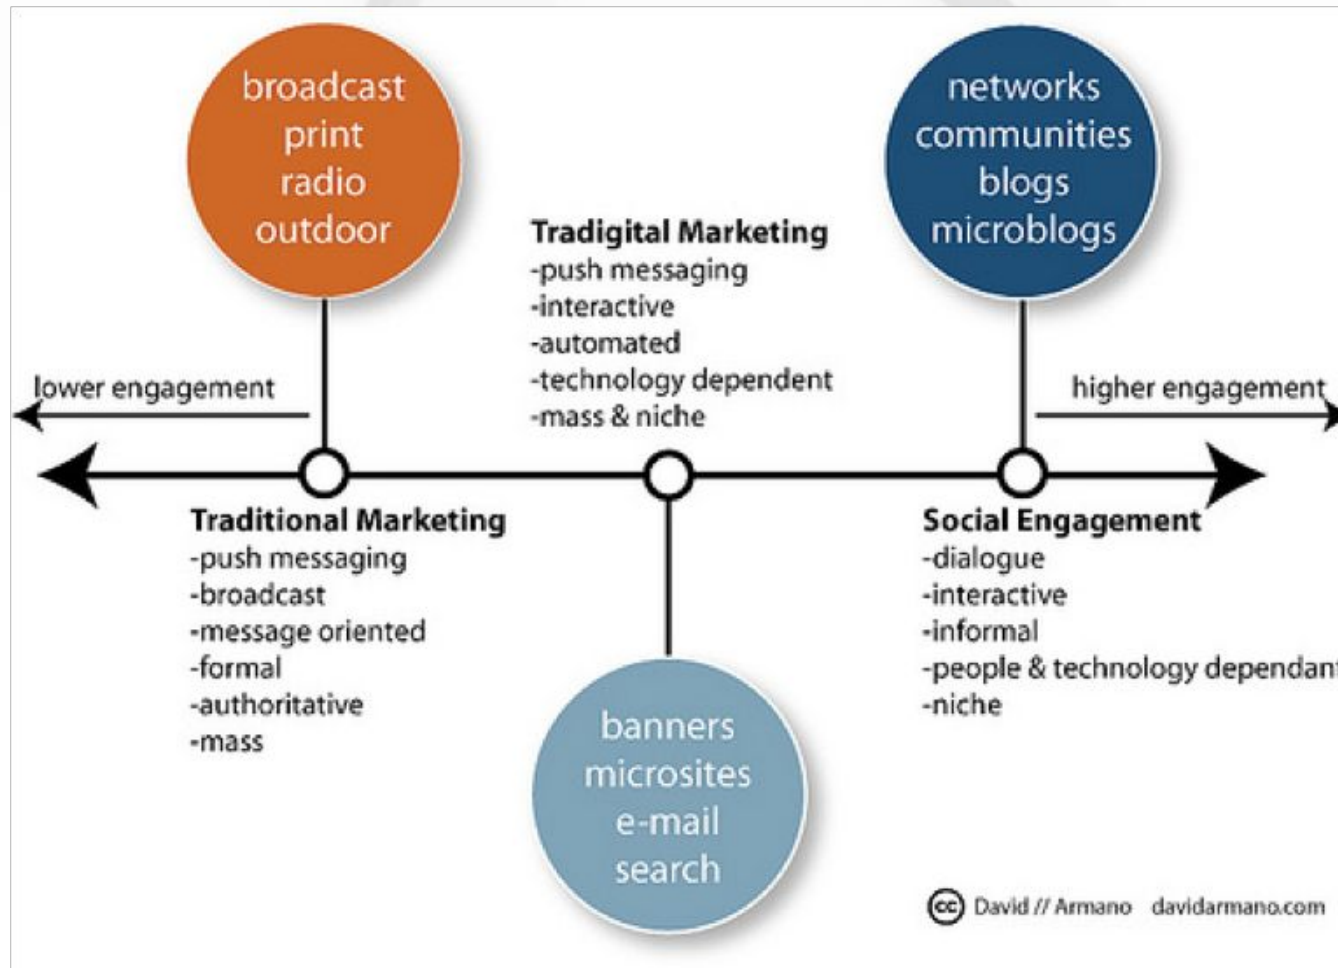 broadcast
print
radio
outdoor
networks
communities
blogs
microblogs
Tradigital Marketing
-push messaging
-interactive
-automated
-technology dependent
-mass & niche
lower engagement
higher engagement
Traditional Marketing
-push messaging
-broadcast
-message oriented
-formal
-authoritative
-mass
Social Engagement
-dialogue
-interactive
-informal
-people & technology dependant
-niche
banners
microsites
e-mail
search
cc David // Armano davidarmano.com